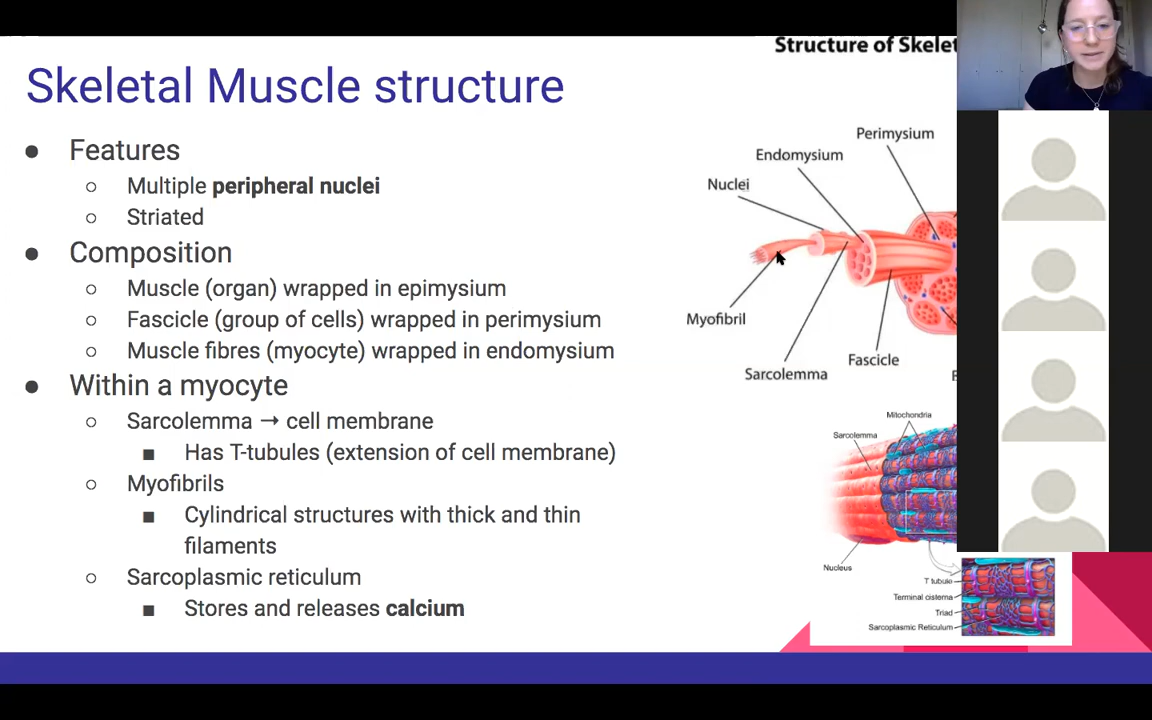 Structure of Skelet
Skeletal Muscle structure
● Features
○ Multiple peripheral nuclei
○ Striated
● Composition
○ Muscle (organ) wrapped in epimysium
○ Fascicle (group of cells) wrapped in perimysium
○ Muscle fibres (myocyte) wrapped in endomysium
● Within a myocyte
○ Sarcolemma → cell membrane
■ Has T-tubules (extension of cell membrane)
○ Myofibrils
■ Cylindrical structures with thick and thin
filaments
○ Sarcoplasmic reticulum
■ Stores and releases calcium
Perimysium
Endomysium
Nuclei
Myofibril
Fascicle
Sarcolemma
Mitochondria
Sarcolemma
Nucleus
T tubule
Terminal cisterna
Triad
Sarcoplasmic Reticulum